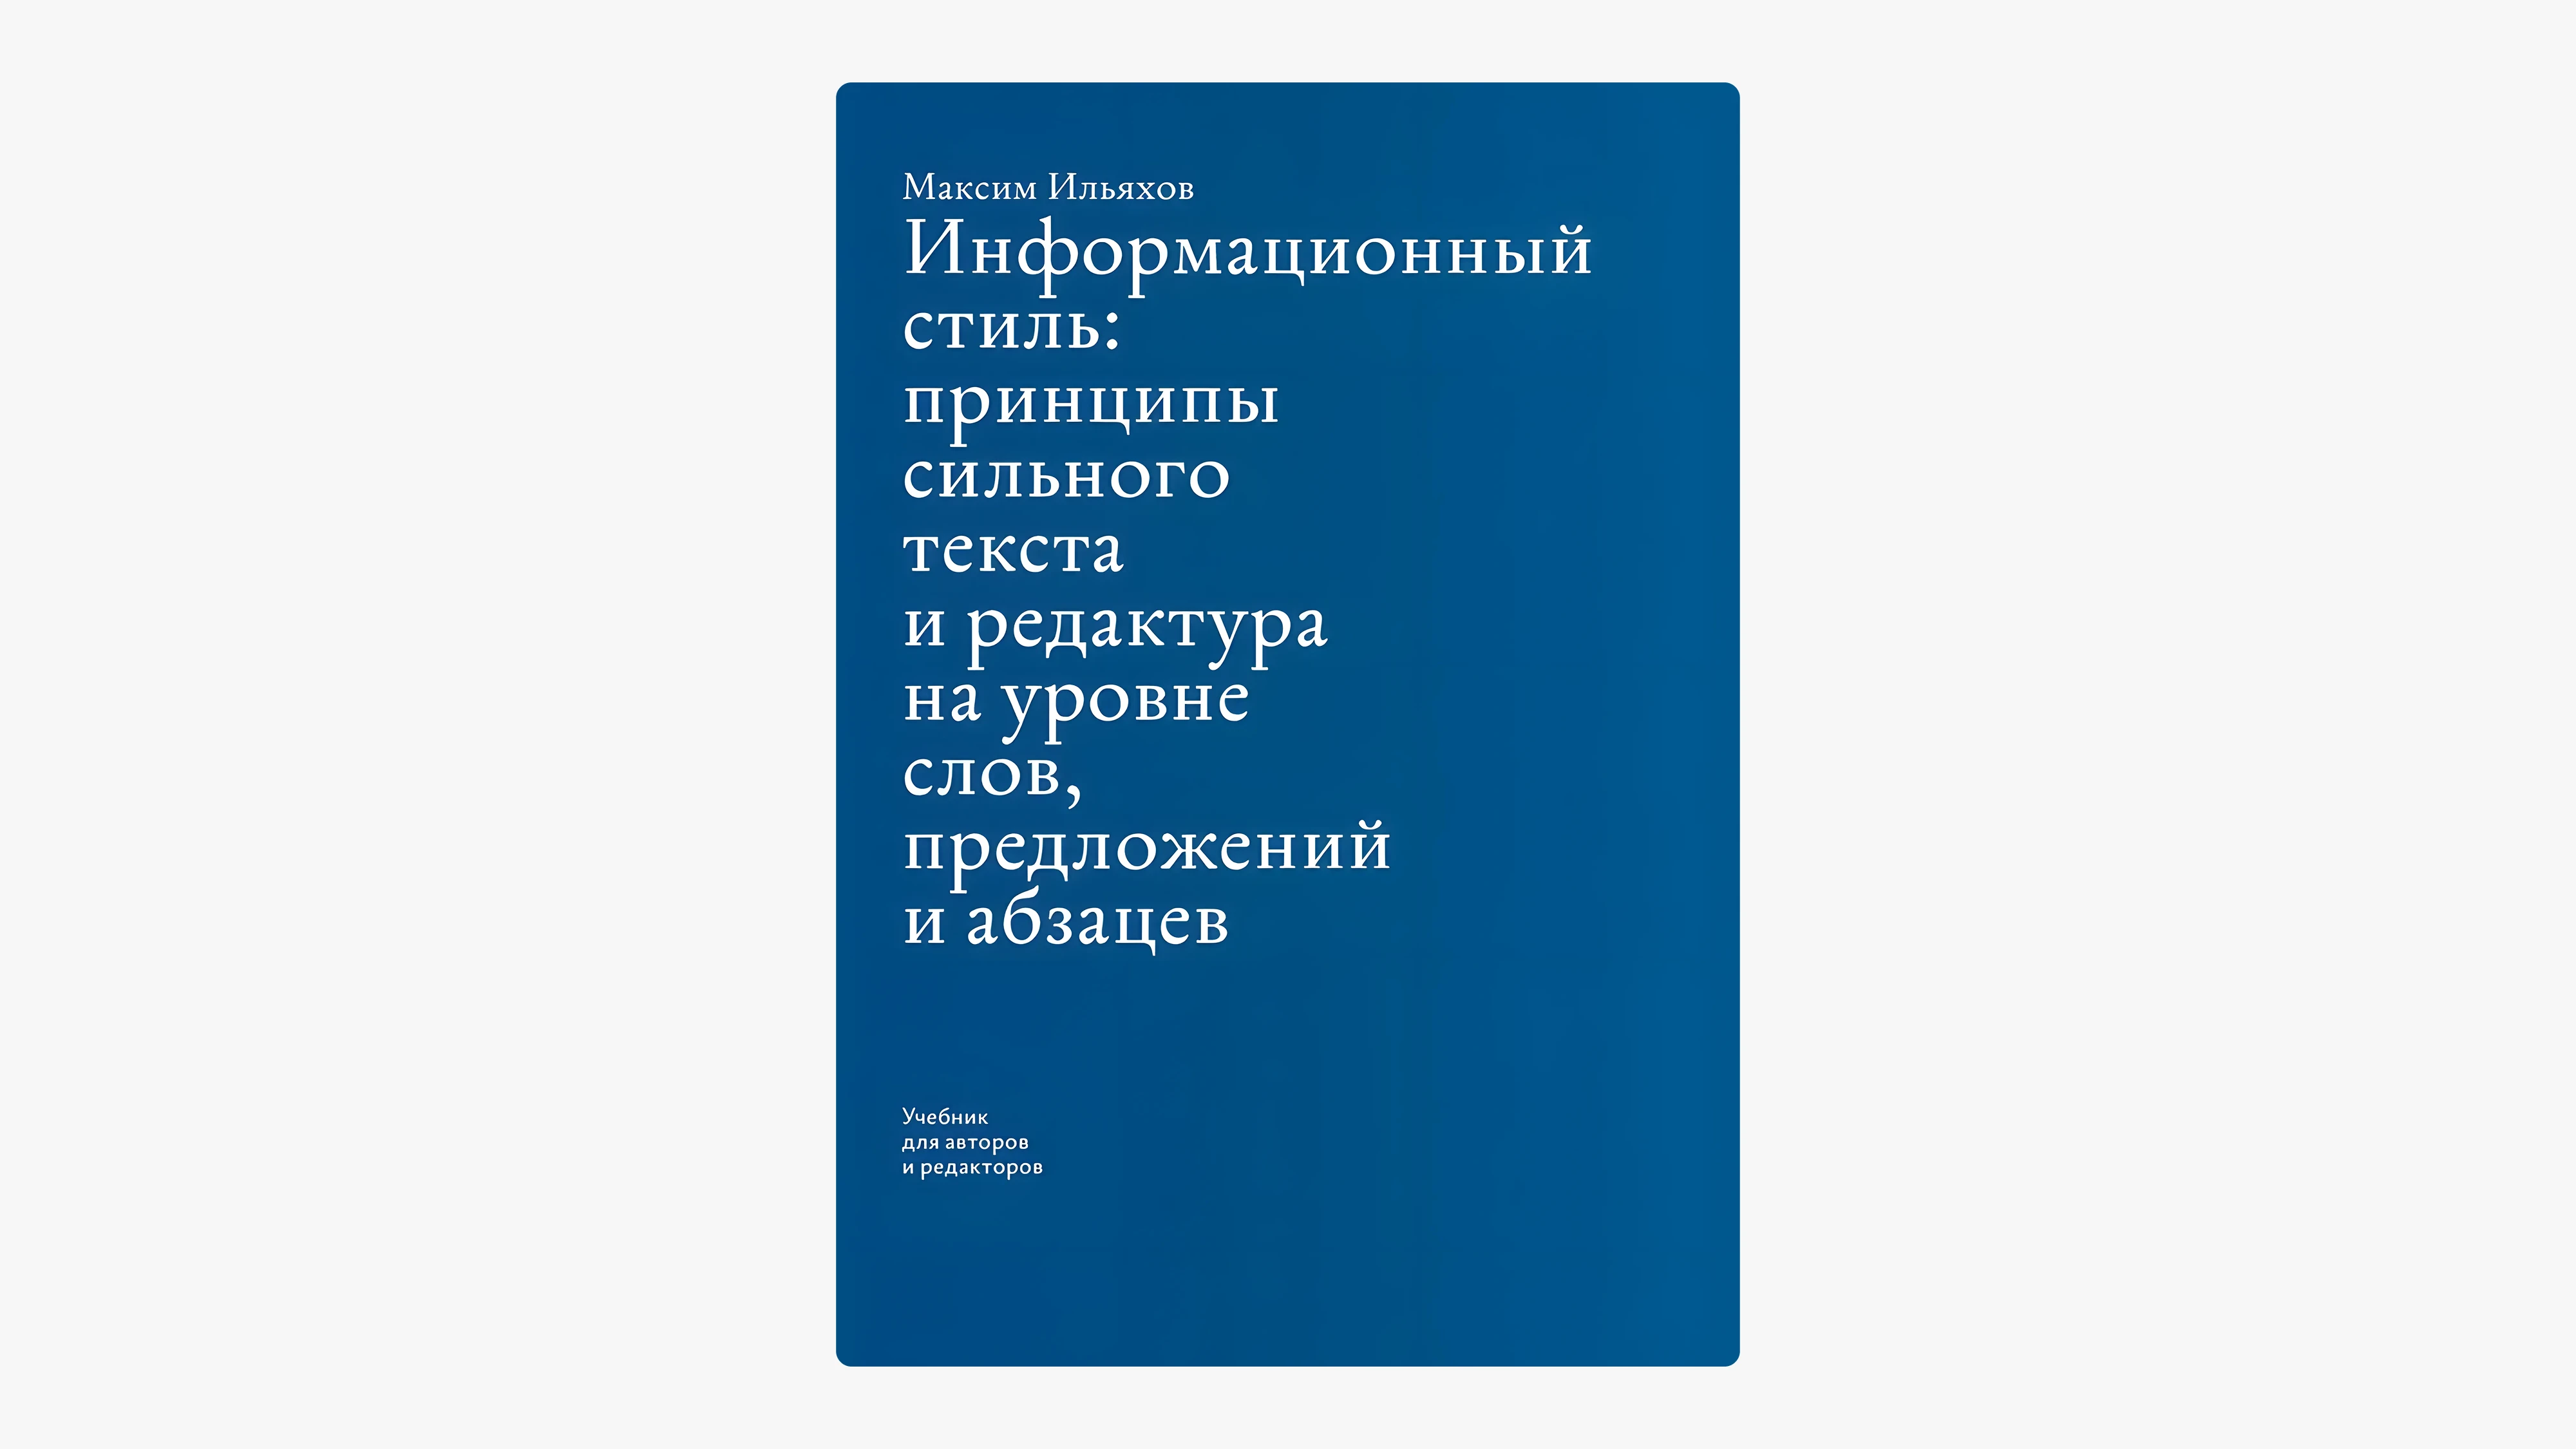 Максим Ильяхов
Информационный
стиль:
принципы
сильного
текста
и редактура
на уровне
слов,
предложений
и абзацев
Учебник
для авторов
и редакторов